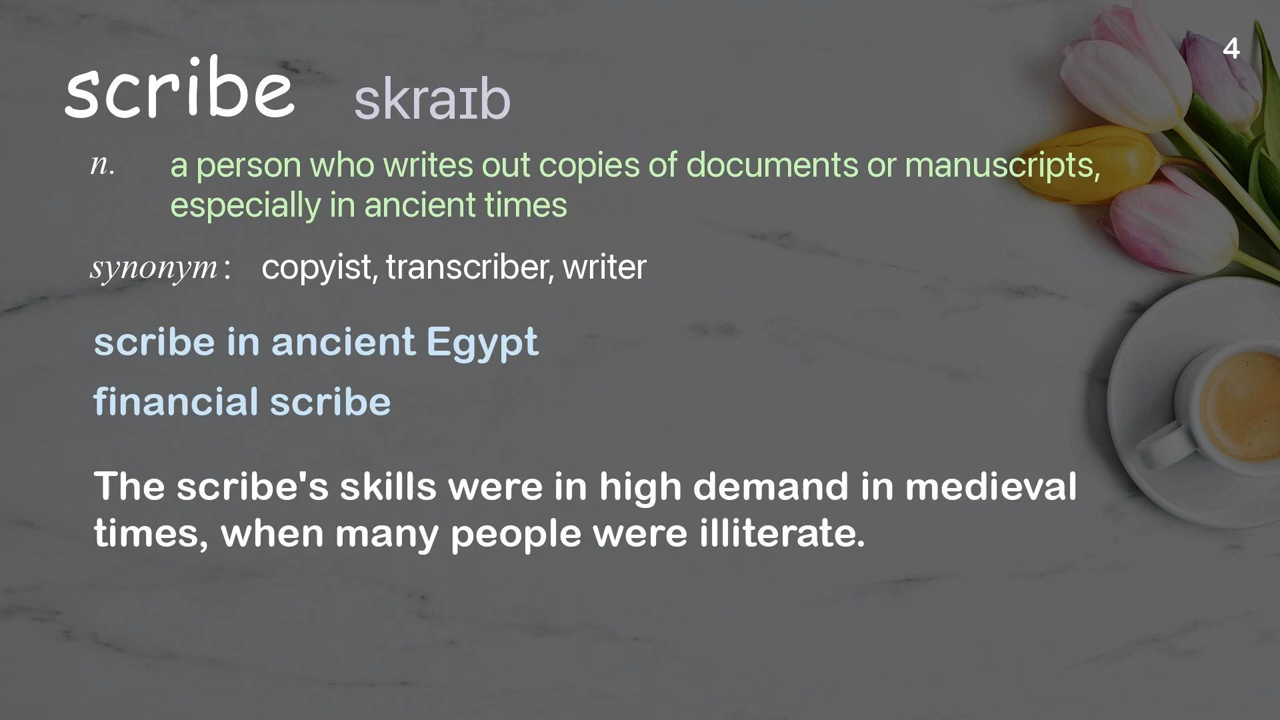 4
scribe skraɪb
n. a person who writes out copies of documents or manuscripts,
especially in ancient times
synonym: copyist, transcriber, writer
scribe in ancient Egypt
financial scribe
The scribe's skills were in high demand in medieval
times, when many people were illiterate.